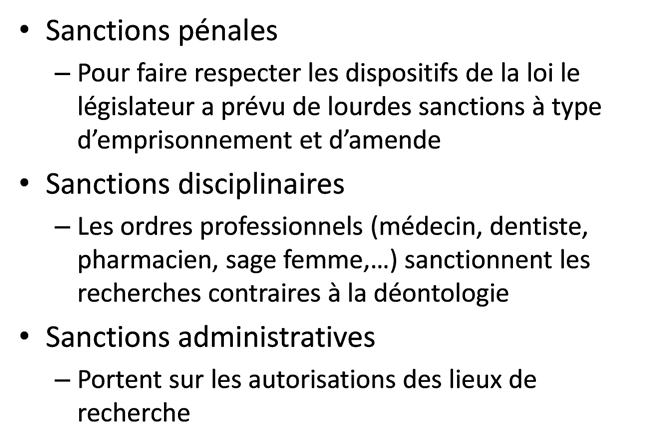 • Sanctions pénales
– Pour faire respecter les dispositifs de la loi le
législateur a prévu de lourdes sanctions à type
d’emprisonnement et d’amende
• Sanctions disciplinaires
– Les ordres professionnels (médecin, dentiste,
pharmacien, sage femme,…) sanctionnent les
recherches contraires à la déontologie
• Sanctions administratives
– Portent sur les autorisations des lieux de
recherche